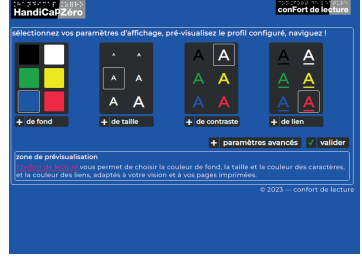 HandiCaPZéro
conFort de lecture
sélectionnez vos paramètres d'affichage, pré-visualisez le profil configuré, naviguez !
A A A
A A A A
A A A A A A
A A A A A A
+ de fond + de taille + de contraste + de lien
+ paramètres avancés ✓ valider
zone de prévisualisation
Confort de lecture vous permet de choisir la couleur de fond, la taille et la couleur des caractères,
et la couleur des liens, adaptés à votre vision et à vos pages imprimées.
© 2023 — confort de lecture